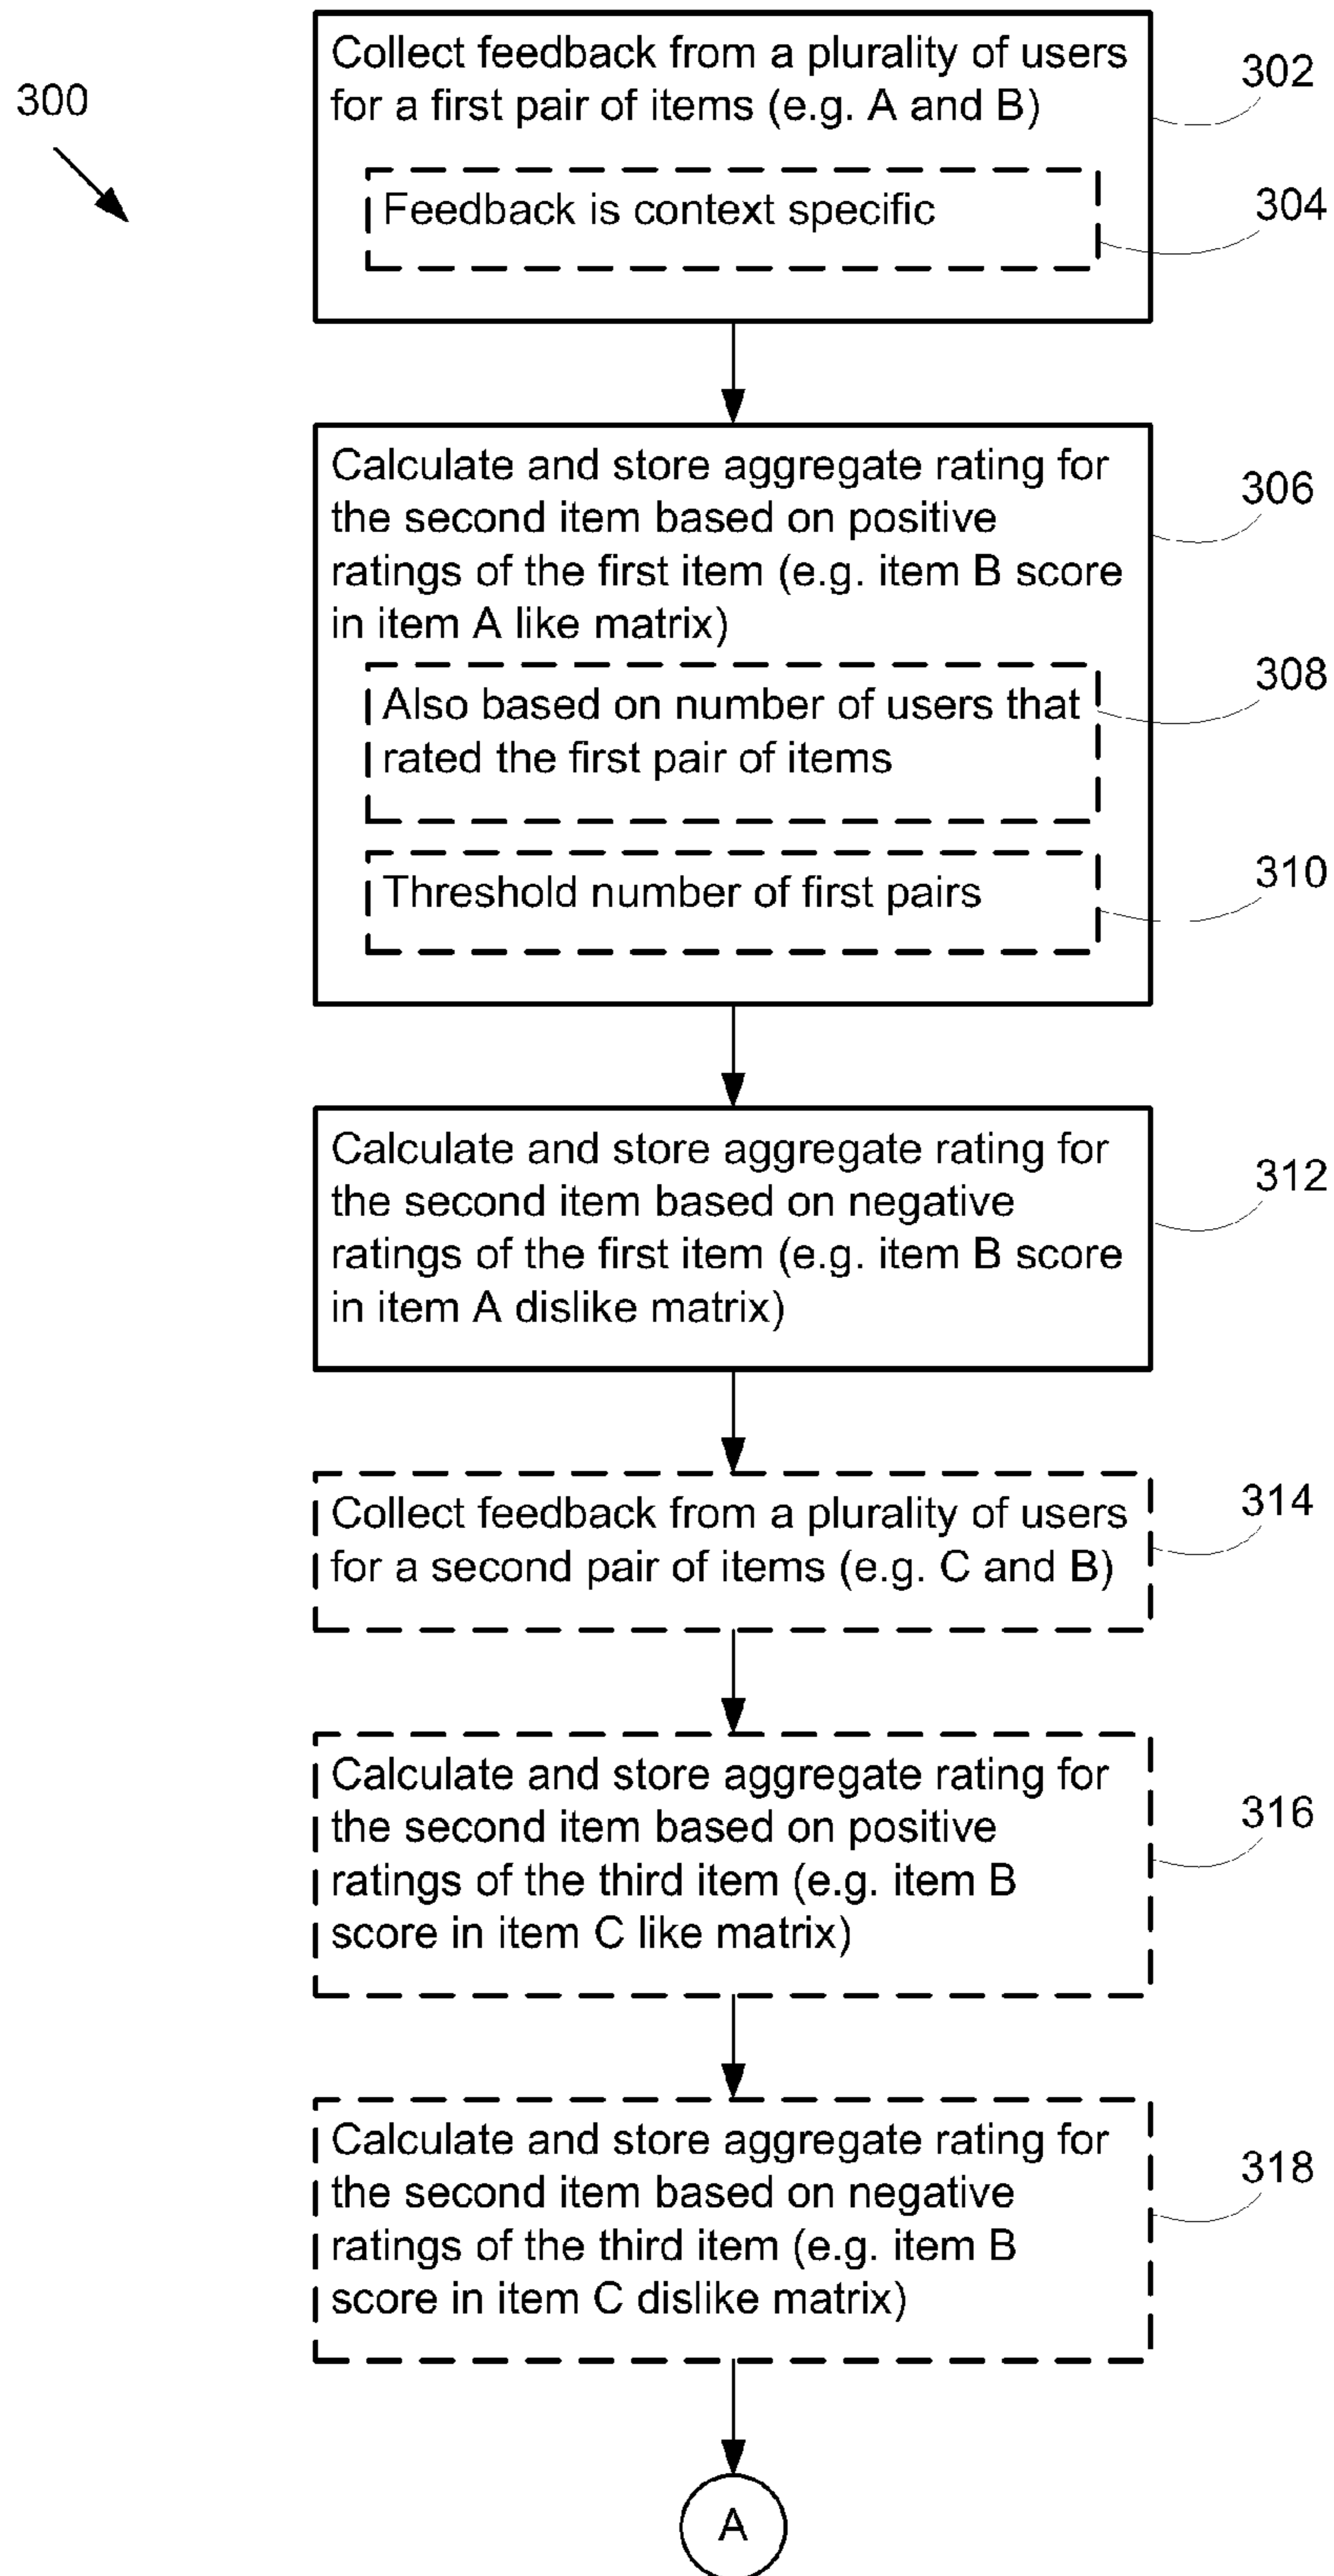 300
Collect feedback from a plurality of users
for a first pair of items (e.g. A and B)
302
Feedback is context specific
304
Calculate and store aggregate rating for
the second item based on positive
ratings of the first item (e.g. item B score
in item A like matrix)
306
Also based on number of users that
rated the first pair of items
308
Threshold number of first pairs
310
Calculate and store aggregate rating for
the second item based on negative
ratings of the first item (e.g. item B score
in item A dislike matrix)
312
Collect feedback from a plurality of users
for a second pair of items (e.g. C and B)
314
Calculate and store aggregate rating for
the second item based on positive
ratings of the third item (e.g. item B
score in item C like matrix)
316
Calculate and store aggregate rating for
the second item based on negative
ratings of the third item (e.g. item B
score in item C dislike matrix)
318
A